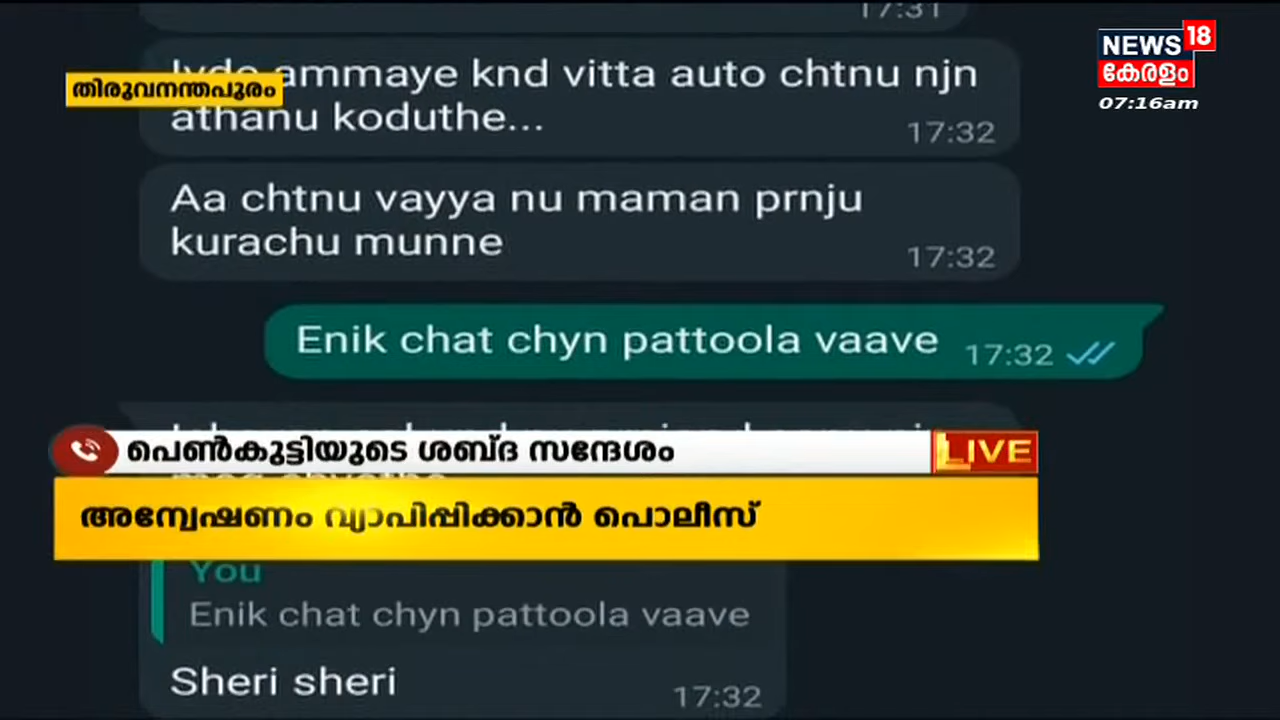 17:31
NEWS 18
കേരളം
07:16am
തിരുവനന്തപുരം
ammaye knd vitta auto chtnu njn
athanu koduthe...
17:32
Aa chtnu vayya nu maman prnju
kurachu munne
17:32
Enik chat chyn pattoola vaave 17:32
പെൺകുട്ടിയുടെ ശബ്ദ സന്ദേശം
LIVE
അന്വേഷണം വ്യാപിപ്പിക്കാൻ പൊലീസ്
You
Enik chat chyn pattoola vaave
Sheri sheri
17:32